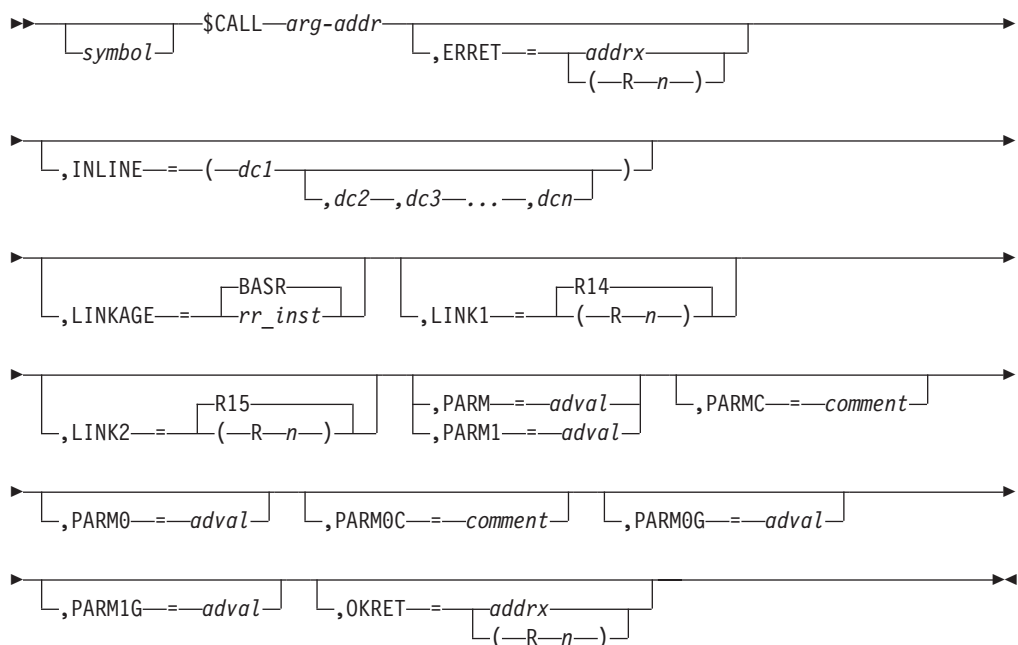 $CALL arg-addr
symbol ,ERRET = addrx
( R n )
,INLINE = ( dc1 )
,dc2 ,dc3 ... ,dcn
BASR R14
,LINKAGE = rr_inst ,LINK1 = ( R n )
R15 ,PARM = adval ,PARMC = comment
,LINK2 = ( R n ) ,PARM1 = adval
,PARM0 = adval ,PARM0C = comment ,PARM0G = adval
,PARM1G = adval ,OKRET = addrx
( R n )